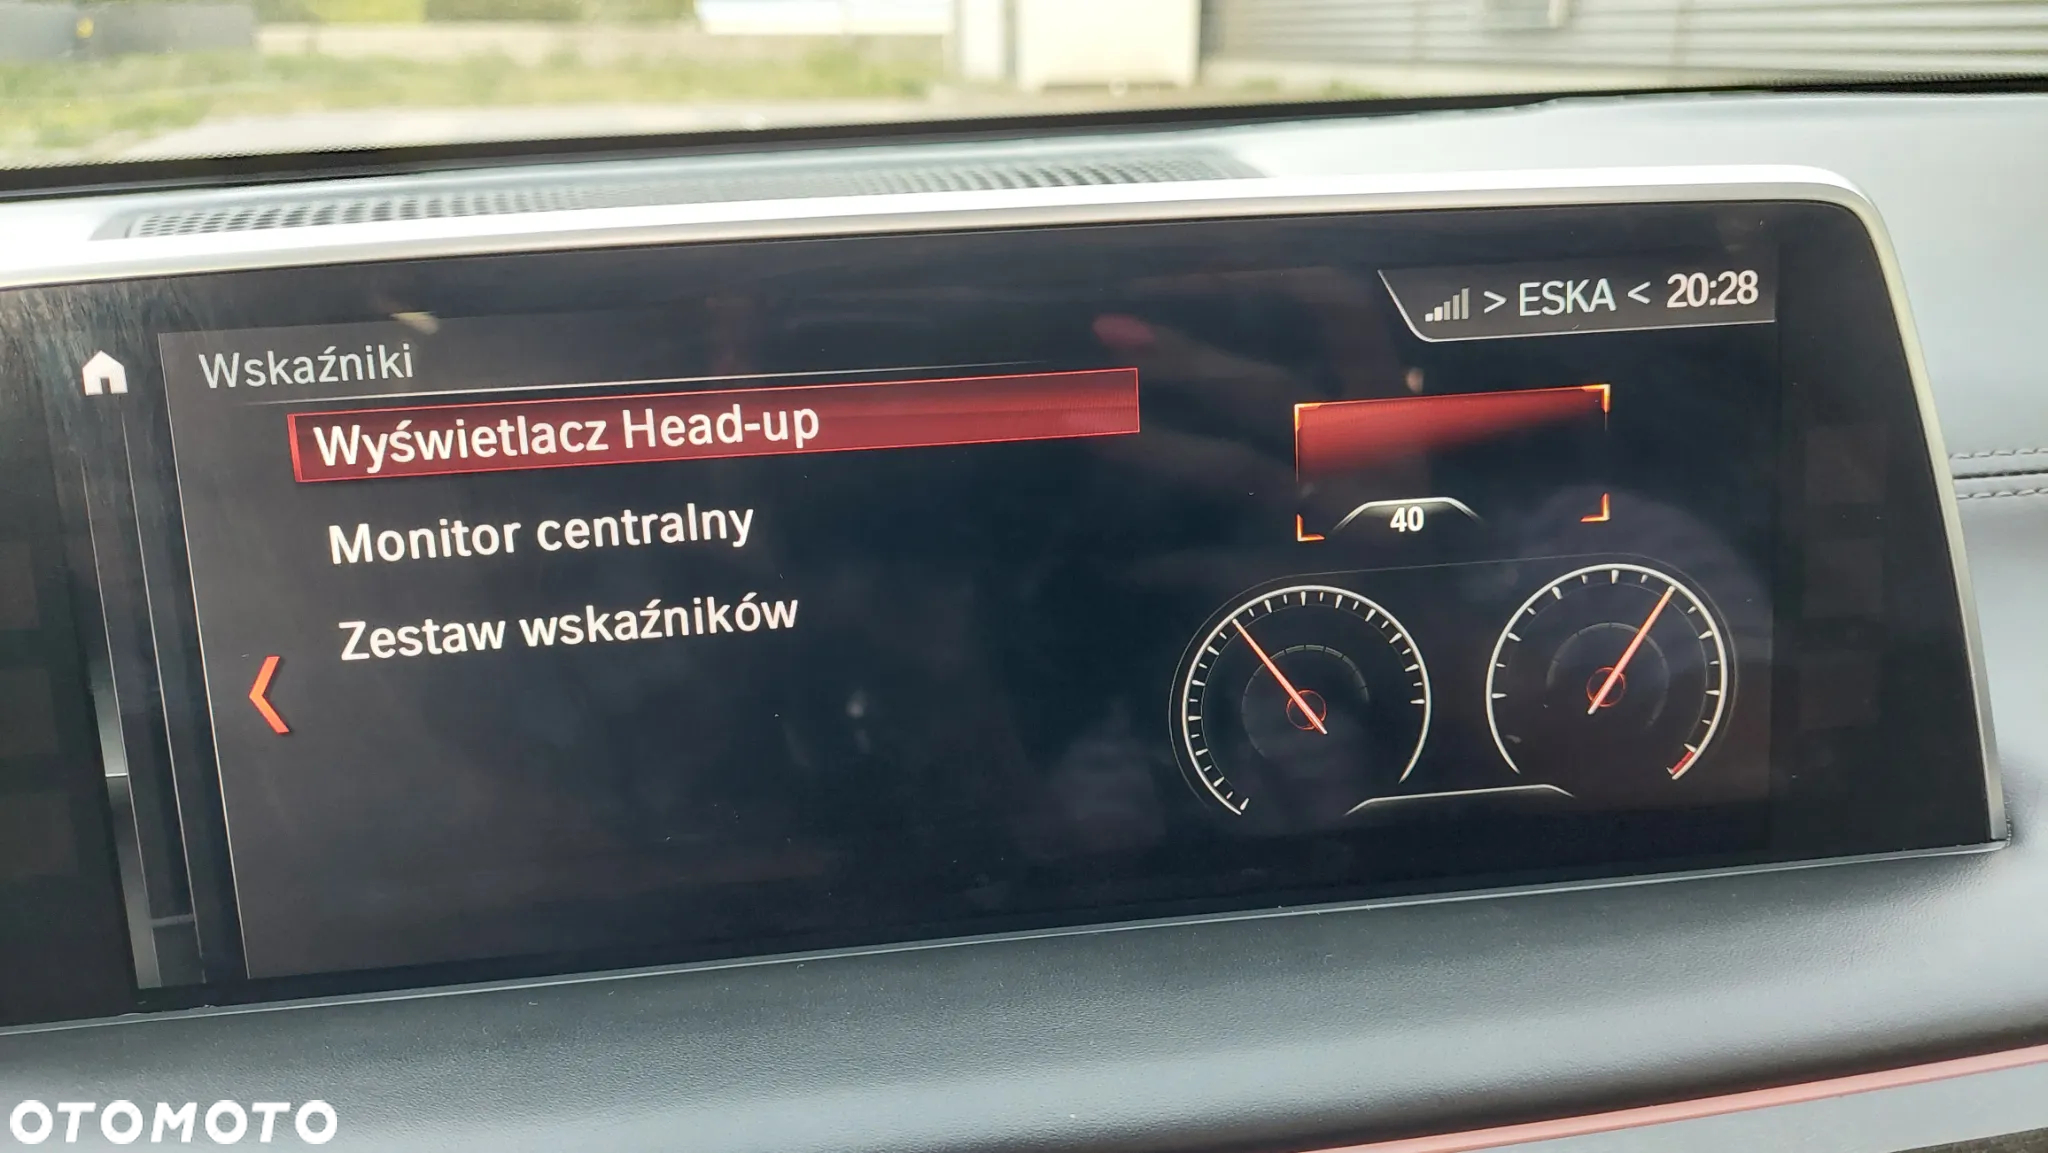 > ESKA < 20:28
Wskaźniki
Wyświetlacz Head-up
Monitor centralny
Zestaw wskaźników
40
OTOMOTO